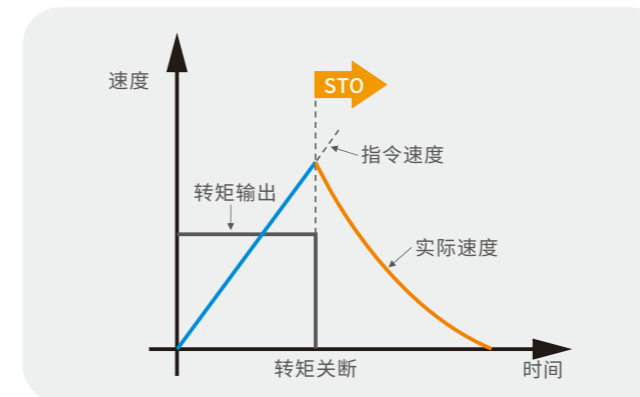 速度
STO
指令速度
转矩输出
实际速度
转矩关断
时间